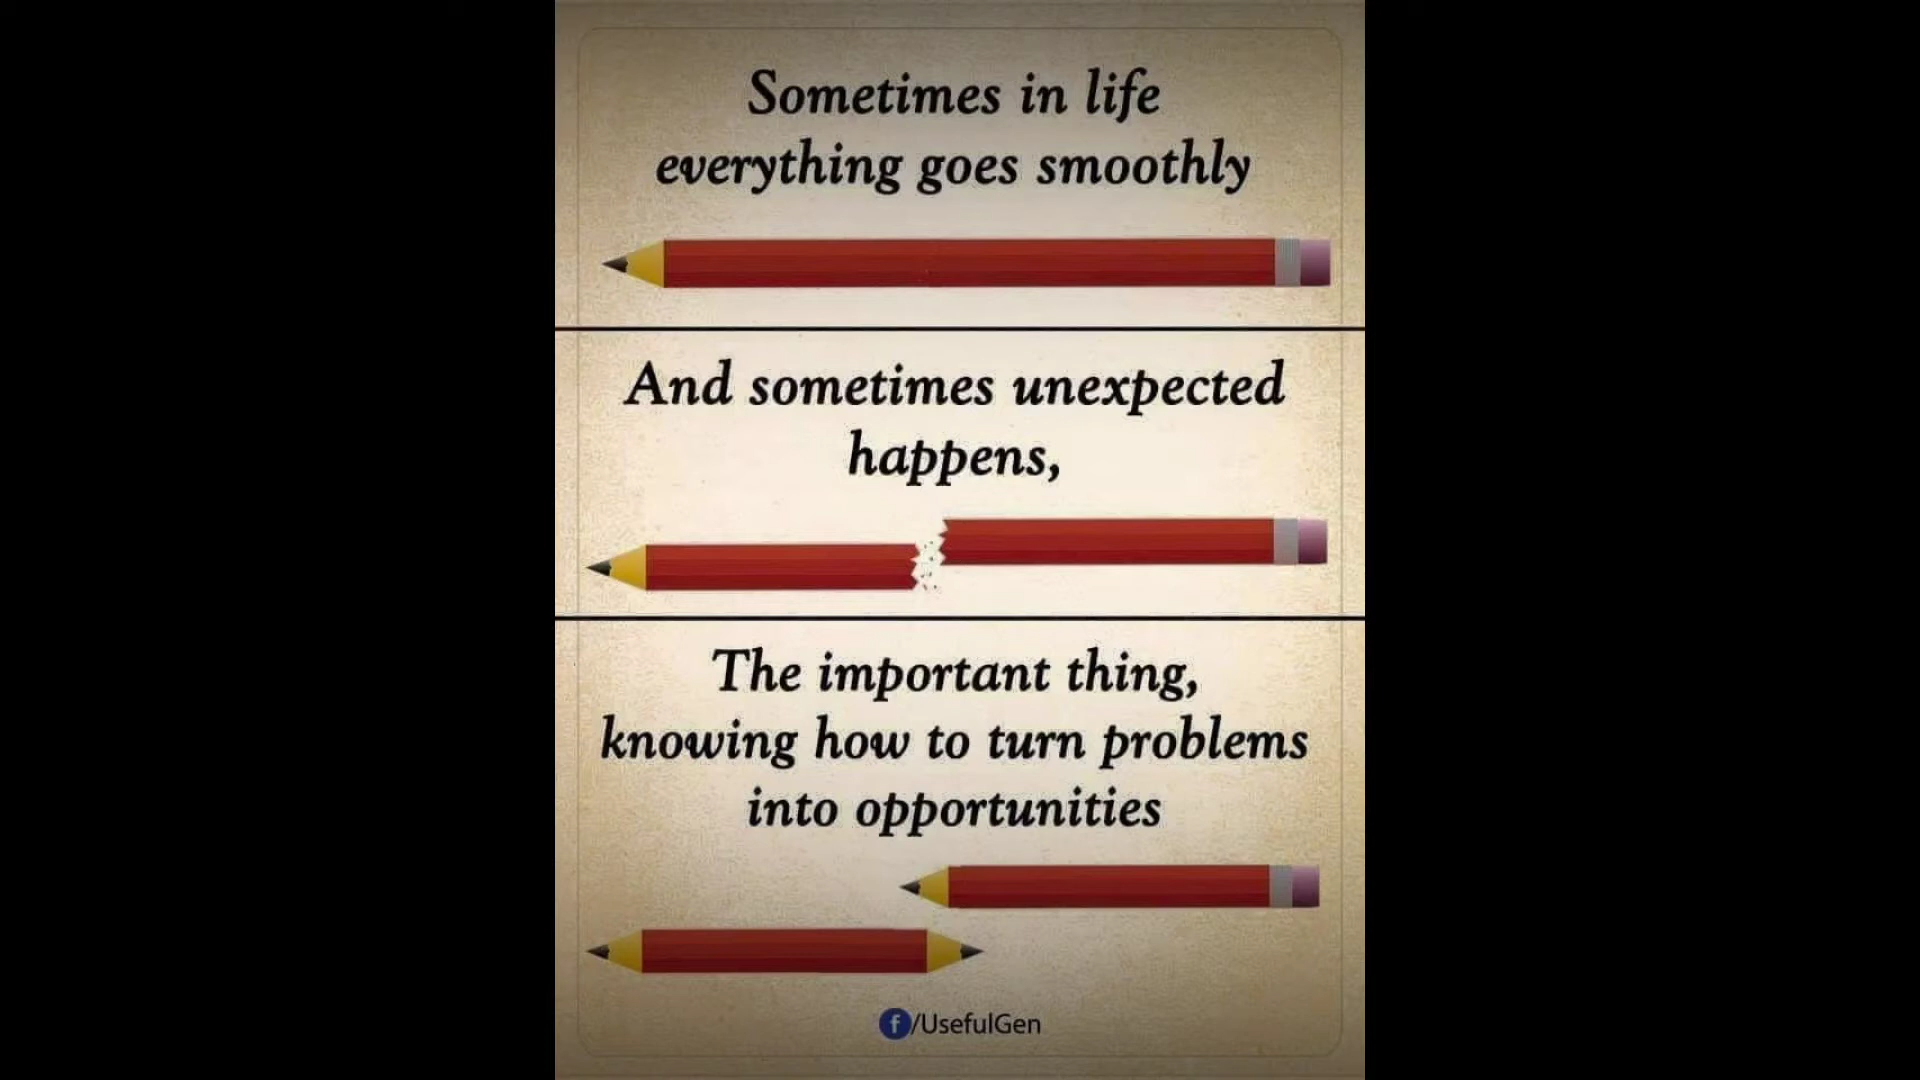 Sometimes in life
everything goes smoothly
And sometimes unexpected
happens,
The important thing,
knowing how to turn problems
into opportunities
f/UsefulGen